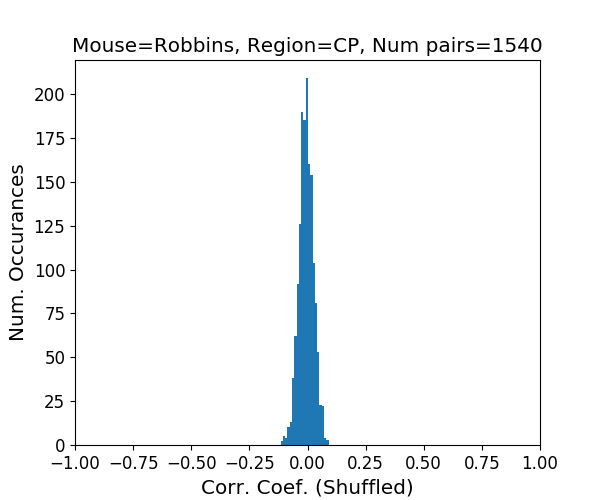 Mouse=Robbins, Region=CP, Num pairs=1540
Num. Occurances
200
175
150
125
100
75
50
25
0
−1.00 −0.75 −0.50 −0.25 0.00 0.25 0.50 0.75 1.00
Corr. Coef. (Shuffled)